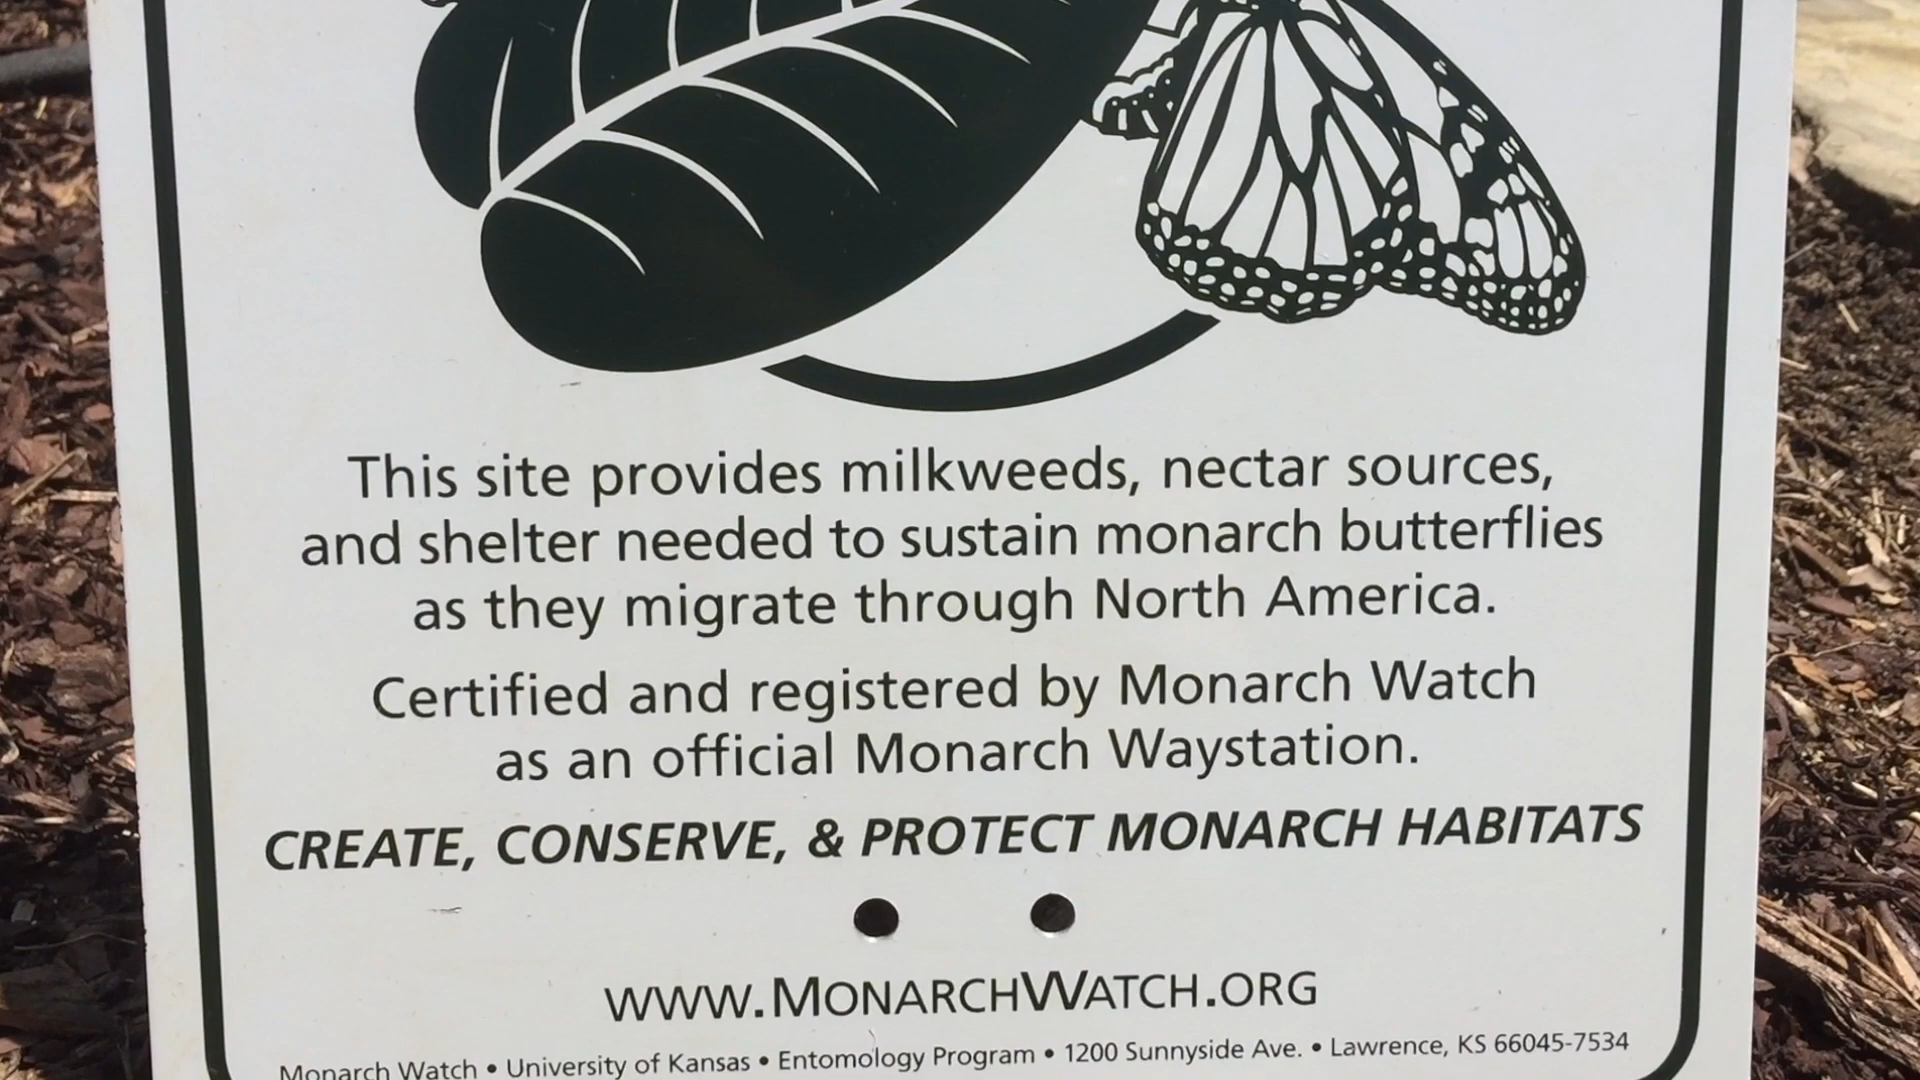 This site provides milkweeds, nectar sources,
and shelter needed to sustain monarch butterflies
as they migrate through North America.
Certified and registered by Monarch Watch
as an official Monarch Waystation.
CREATE, CONSERVE, & PROTECT MONARCH HABITATS
WWW.MONARCHWATCH.ORG
Monarch Watch • University of Kansas • Entomology Program • 1200 Sunnyside Ave. • Lawrence, KS 66045-7534